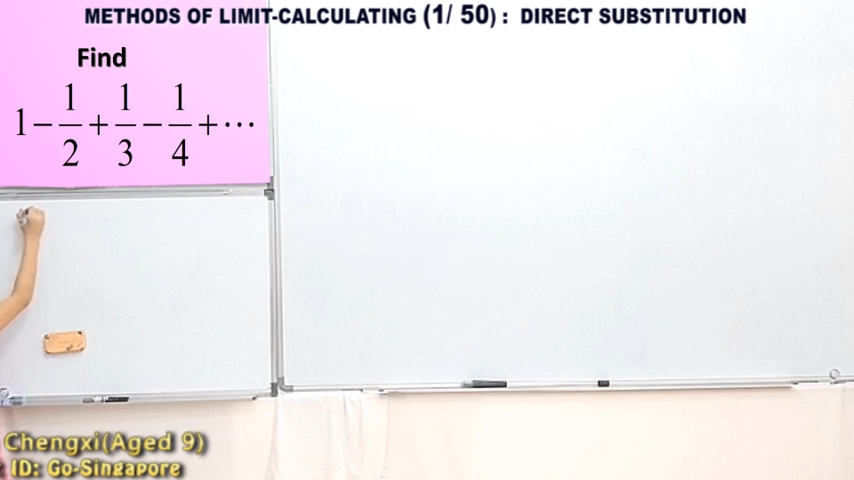 METHODS OF LIMIT-CALCULATING (1/ 50) : DIRECT SUBSTITUTION
Find
1 − 1/2 + 1/3 − 1/4 + ⋯
Chengxi(Aged 9)
ID: Go-Singapore